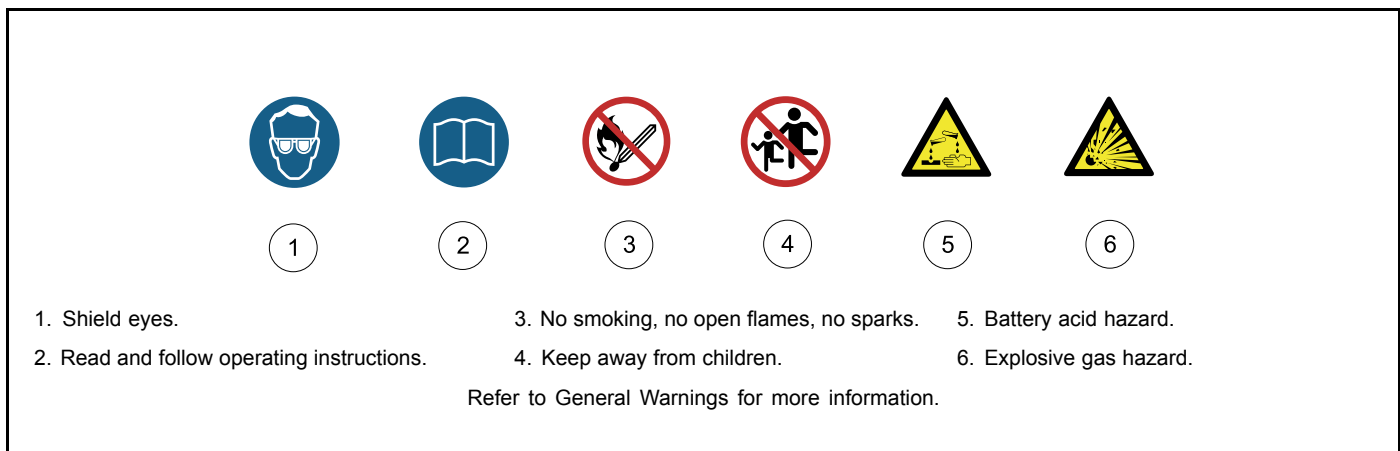 1
2
3
4
5
6
1. Shield eyes.
2. Read and follow operating instructions.
3. No smoking, no open flames, no sparks.
4. Keep away from children.
5. Battery acid hazard.
6. Explosive gas hazard.
Refer to General Warnings for more information.